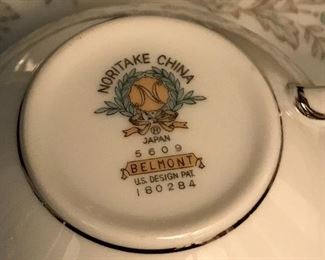 NORITAKE CHINA
N
®
JAPAN
5609
BELMONT
U.S. DESIGN PAT.
180284